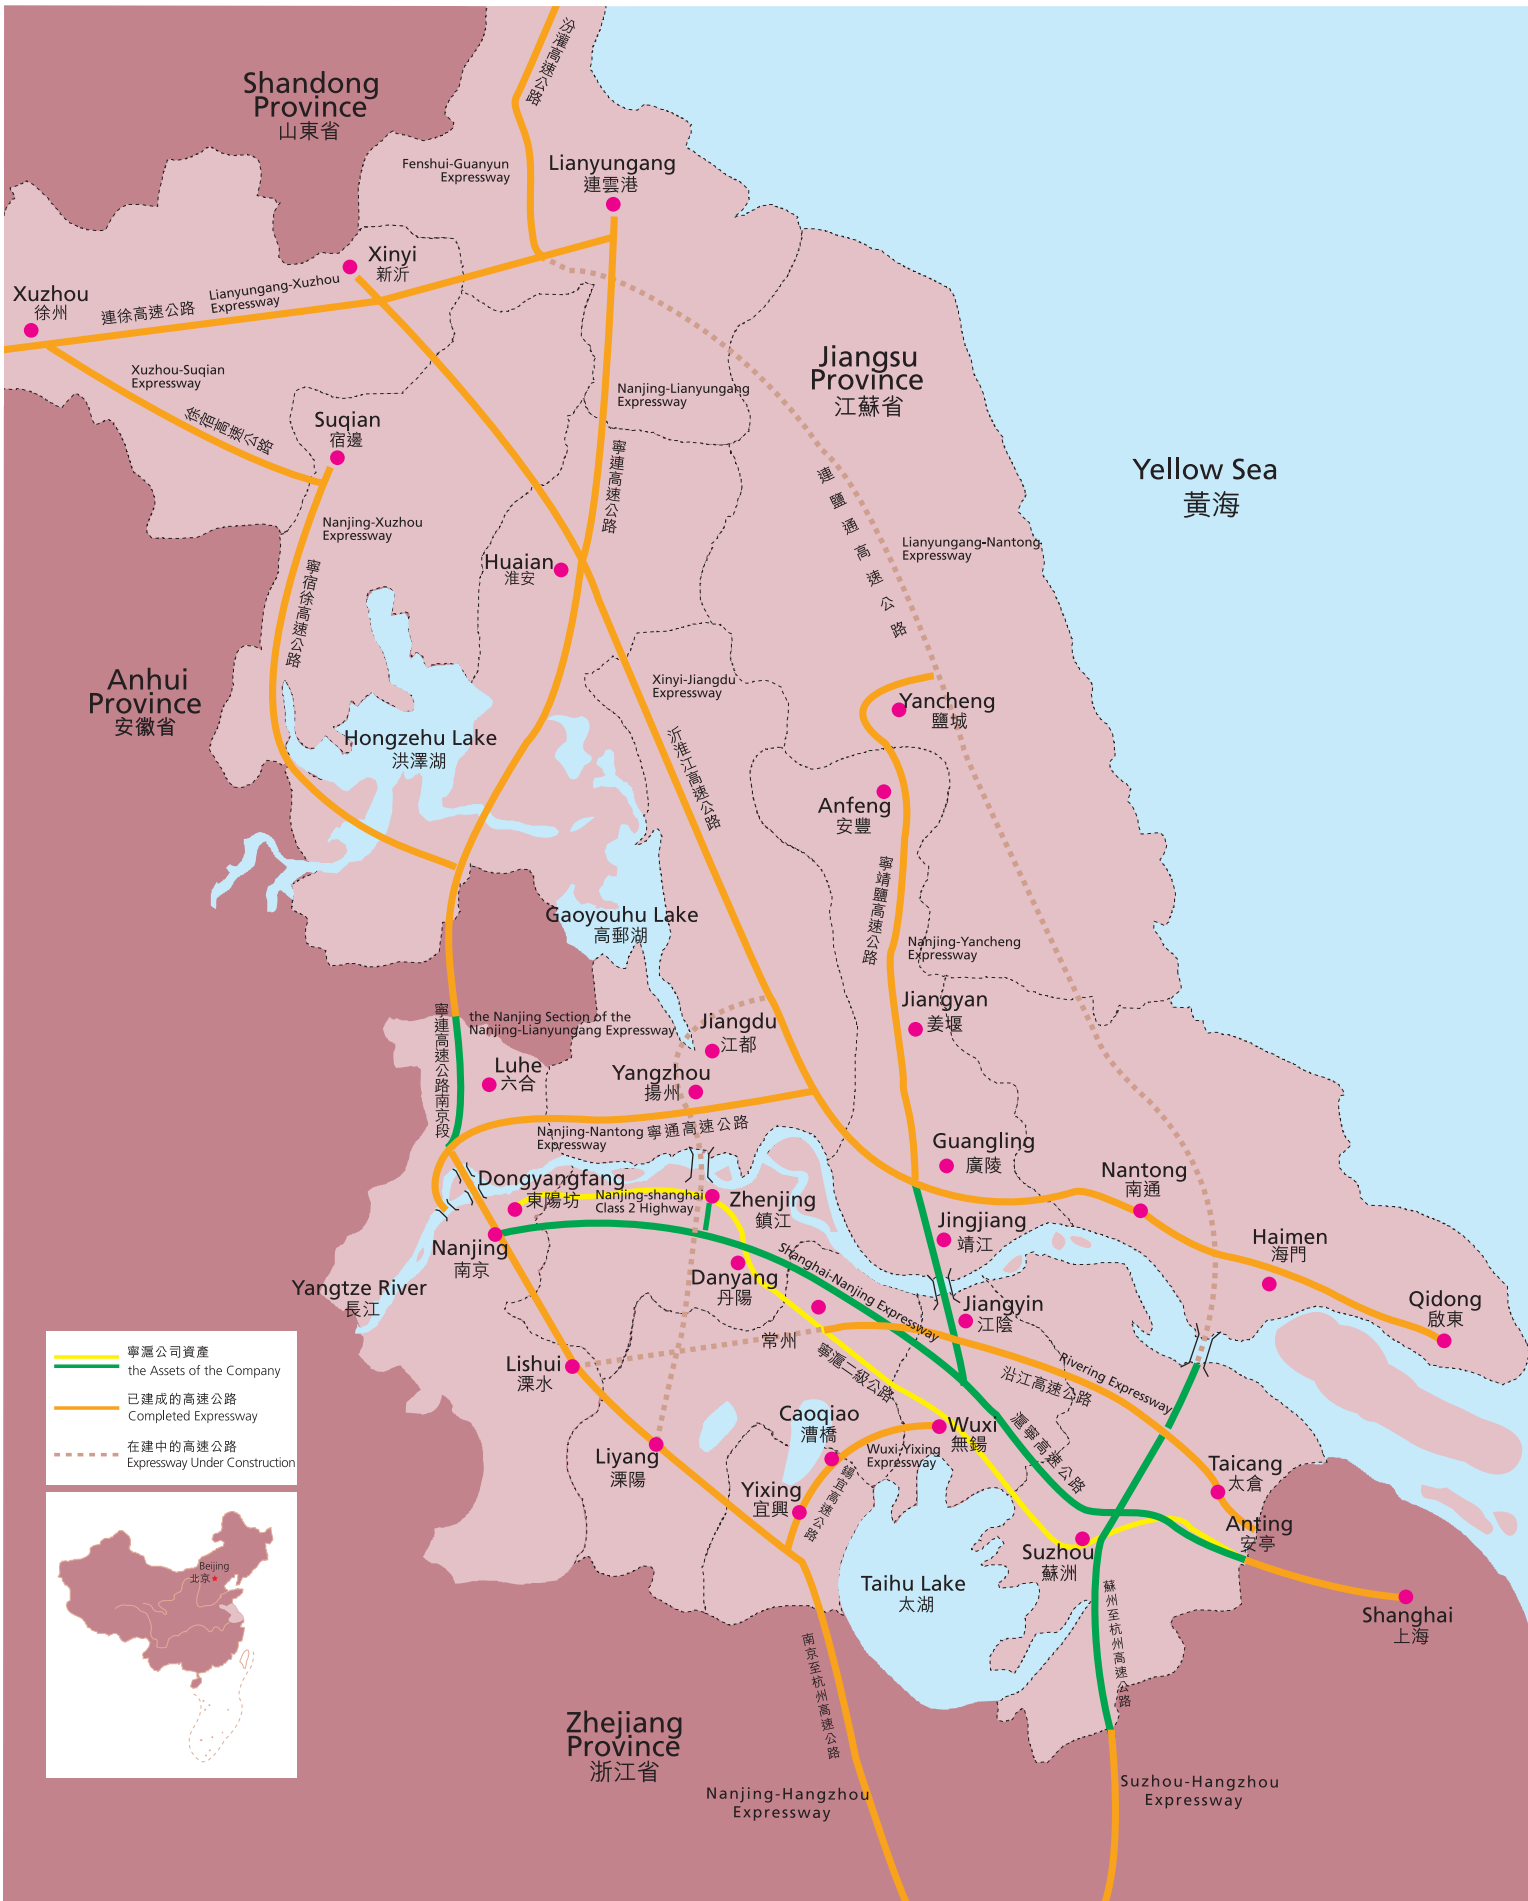 汾灌高速公路
Shandong
Province
山東省
Fenshui-Guanyun
Expressway
Lianyungang
連雲港
Xinyi
新沂
Xuzhou
徐州
連徐高速公路
Lianyungang-Xuzhou
Expressway
Xuzhou-Suqian
Expressway
徐宿高速公路
Suqian
宿邊
Nanjing-Lianyungang
Expressway
寧連高速公路
Jiangsu
Province
江蘇省
Yellow Sea
黃海
連鹽通高速公路
Lianyungang-Nantong
Expressway
Nanjing-Xuzhou
Expressway
寧宿徐高速公路
Huaian
淮安
Anhui
Province
安徽省
Xinyi-Jiangdu
Expressway
沂淮江高速公路
Yancheng
鹽城
Hongzehu Lake
洪澤湖
Anfeng
安豐
寧靖鹽高速公路
Gaoyouhu Lake
高郵湖
Nanjing-Yancheng
Expressway
Jiangyan
姜堰
寧連高速公路南京段
the Nanjing Section of the
Nanjing-Lianyungang Expressway
Jiangdu
江都
Luhe
六合
Yangzhou
揚州
Nanjing-Nantong
Expressway
寧通高速公路
Guangling
廣陵
Nantong
南通
Dongyangfang
東陽坊
Nanjing-shanghai
Class 2 Highway
Zhenjing
鎮江
Jingjiang
靖江
Haimen
海門
Nanjing
南京
Shanghai-Nanjing Expressway
Danyang
丹陽
Yangtze River
長江
Jiangyin
江陰
Qidong
啟東
常州
寧滬二級公路
Rivering Expressway
沿江高速公路
Lishui
溧水
寧滬公司資產
the Assets of the Company
已建成的高速公路
Completed Expressway
在建中的高速公路
Expressway Under Construction
Caoqiao
漕橋
Wuxi
無錫
滬寧高速公路
Wuxi-Yixing
Expressway
錫宜高速公路
Liyang
溧陽
Yixing
宜興
Taicang
太倉
Anting
安亭
Suzhou
蘇洲
Beijing
北京
Taihu Lake
太湖
蘇州至杭州高速公路
Shanghai
上海
南京至杭州高速公路
Zhejiang
Province
浙江省
Nanjing-Hangzhou
Expressway
Suzhou-Hangzhou
Expressway